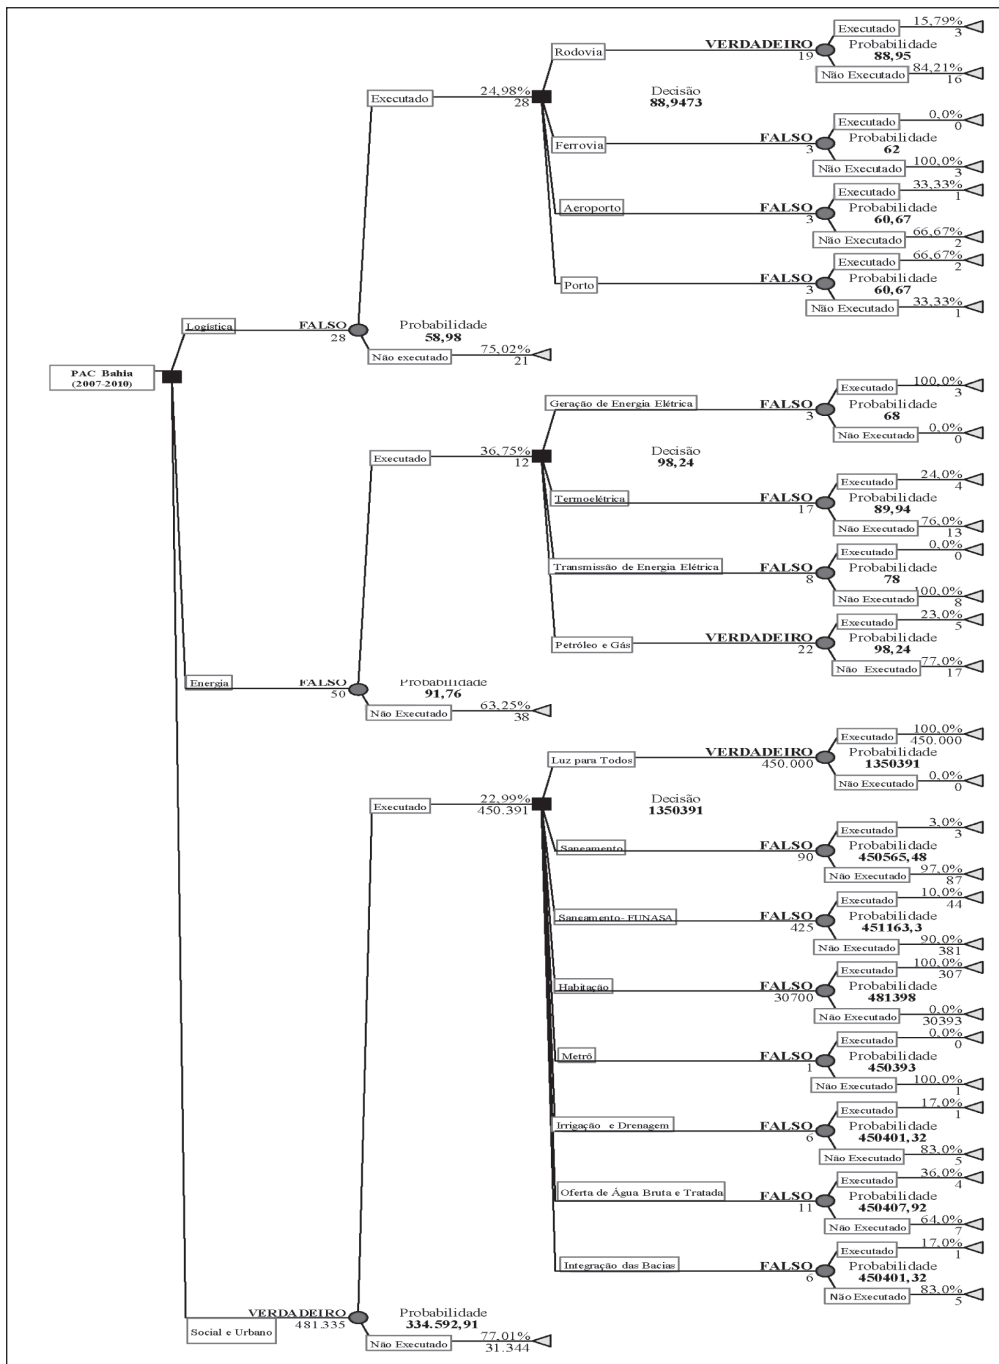 PAC Bahia
(2007-2010)
Logística
FALSO
28
Probabilidade
58,98
Executado
24,98%
28
Não executado
75,02%
21
Decisão
88,9473
Rodovia
VERDADEIRO
19
Probabilidade
88,95
Executado
15,79%
3
Não Executado
84,21%
16
Ferrovia
FALSO
3
Probabilidade
62
Executado
0,0%
0
Não Executado
100,0%
3
Aeroporto
FALSO
3
Probabilidade
60,67
Executado
33,33%
1
Não Executado
66,67%
2
Porto
FALSO
3
Probabilidade
60,67
Executado
66,67%
2
Não Executado
33,33%
1
Energia
FALSO
50
Probabilidade
91,76
Executado
36,75%
12
Não Executado
63,25%
38
Decisão
98,24
Geração de Energia Elétrica
FALSO
3
Probabilidade
68
Executado
100,0%
3
Não Executado
0,0%
0
Termoelétrica
FALSO
17
Probabilidade
89,94
Executado
24,0%
4
Não Executado
76,0%
13
Transmissão de Energia Elétrica
FALSO
8
Probabilidade
78
Executado
0,0%
0
Não Executado
100,0%
8
Petróleo e Gás
VERDADEIRO
22
Probabilidade
98,24
Executado
23,0%
5
Não Executado
77,0%
17
Social e Urbano
VERDADEIRO
481.335
Probabilidade
334.592,91
Executado
22,99%
450.391
Não Executado
77,01%
31.344
Decisão
1350391
Luz para Todos
VERDADEIRO
450.000
Probabilidade
1350391
Executado
100,0%
450.000
Não Executado
0,0%
0
Saneamento
FALSO
90
Probabilidade
450565,48
Executado
3,0%
3
Não Executado
97,0%
87
Saneamento- FUNASA
FALSO
425
Probabilidade
451163,3
Executado
10,0%
44
Não Executado
90,0%
381
Habitação
FALSO
30700
Probabilidade
481398
Executado
100,0%
307
Não Executado
0,0%
30393
Metrô
FALSO
1
Probabilidade
450393
Executado
0,0%
0
Não Executado
100,0%
1
Irrigação e Drenagem
FALSO
6
Probabilidade
450401,32
Executado
17,0%
1
Não Executado
83,0%
5
Oferta de Água Bruta e Tratada
FALSO
11
Probabilidade
450407,92
Executado
36,0%
4
Não Executado
64,0%
7
Integração das Bacias
FALSO
6
Probabilidade
450401,32
Executado
17,0%
1
Não Executado
83,0%
5